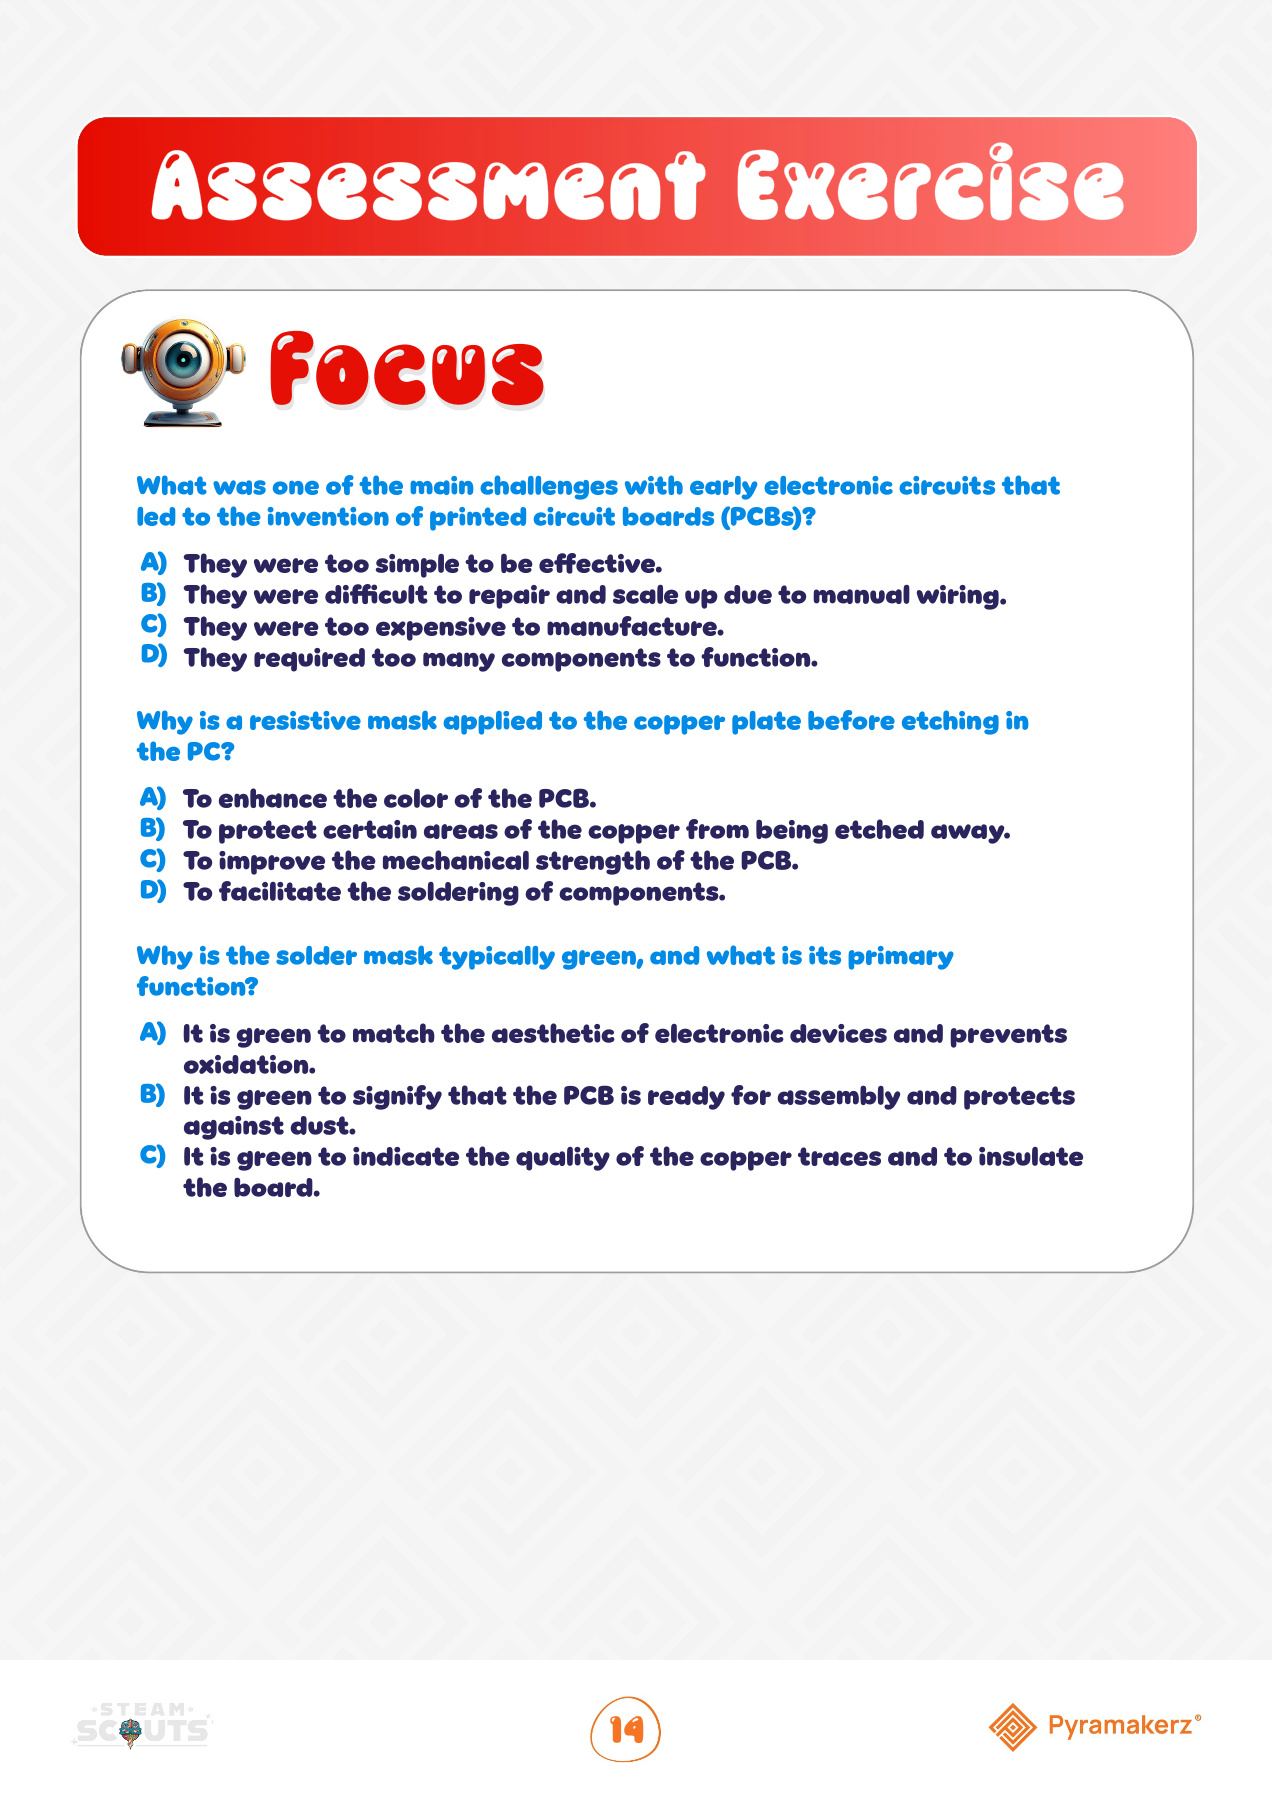 Assessment Exercise
Focus
What was one of the main challenges with early electronic circuits that
led to the invention of printed circuit boards (PCBs)?
A) They were too simple to be effective.
B) They were difficult to repair and scale up due to manual wiring.
C) They were too expensive to manufacture.
D) They required too many components to function.
Why is a resistive mask applied to the copper plate before etching in
the PC?
A) To enhance the color of the PCB.
B) To protect certain areas of the copper from being etched away.
C) To improve the mechanical strength of the PCB.
D) To facilitate the soldering of components.
Why is the solder mask typically green, and what is its primary
function?
A) It is green to match the aesthetic of electronic devices and prevents
oxidation.
B) It is green to signify that the PCB is ready for assembly and protects
against dust.
C) It is green to indicate the quality of the copper traces and to insulate
the board.
STEAM
SCOUTS
14
Pyramakerz®